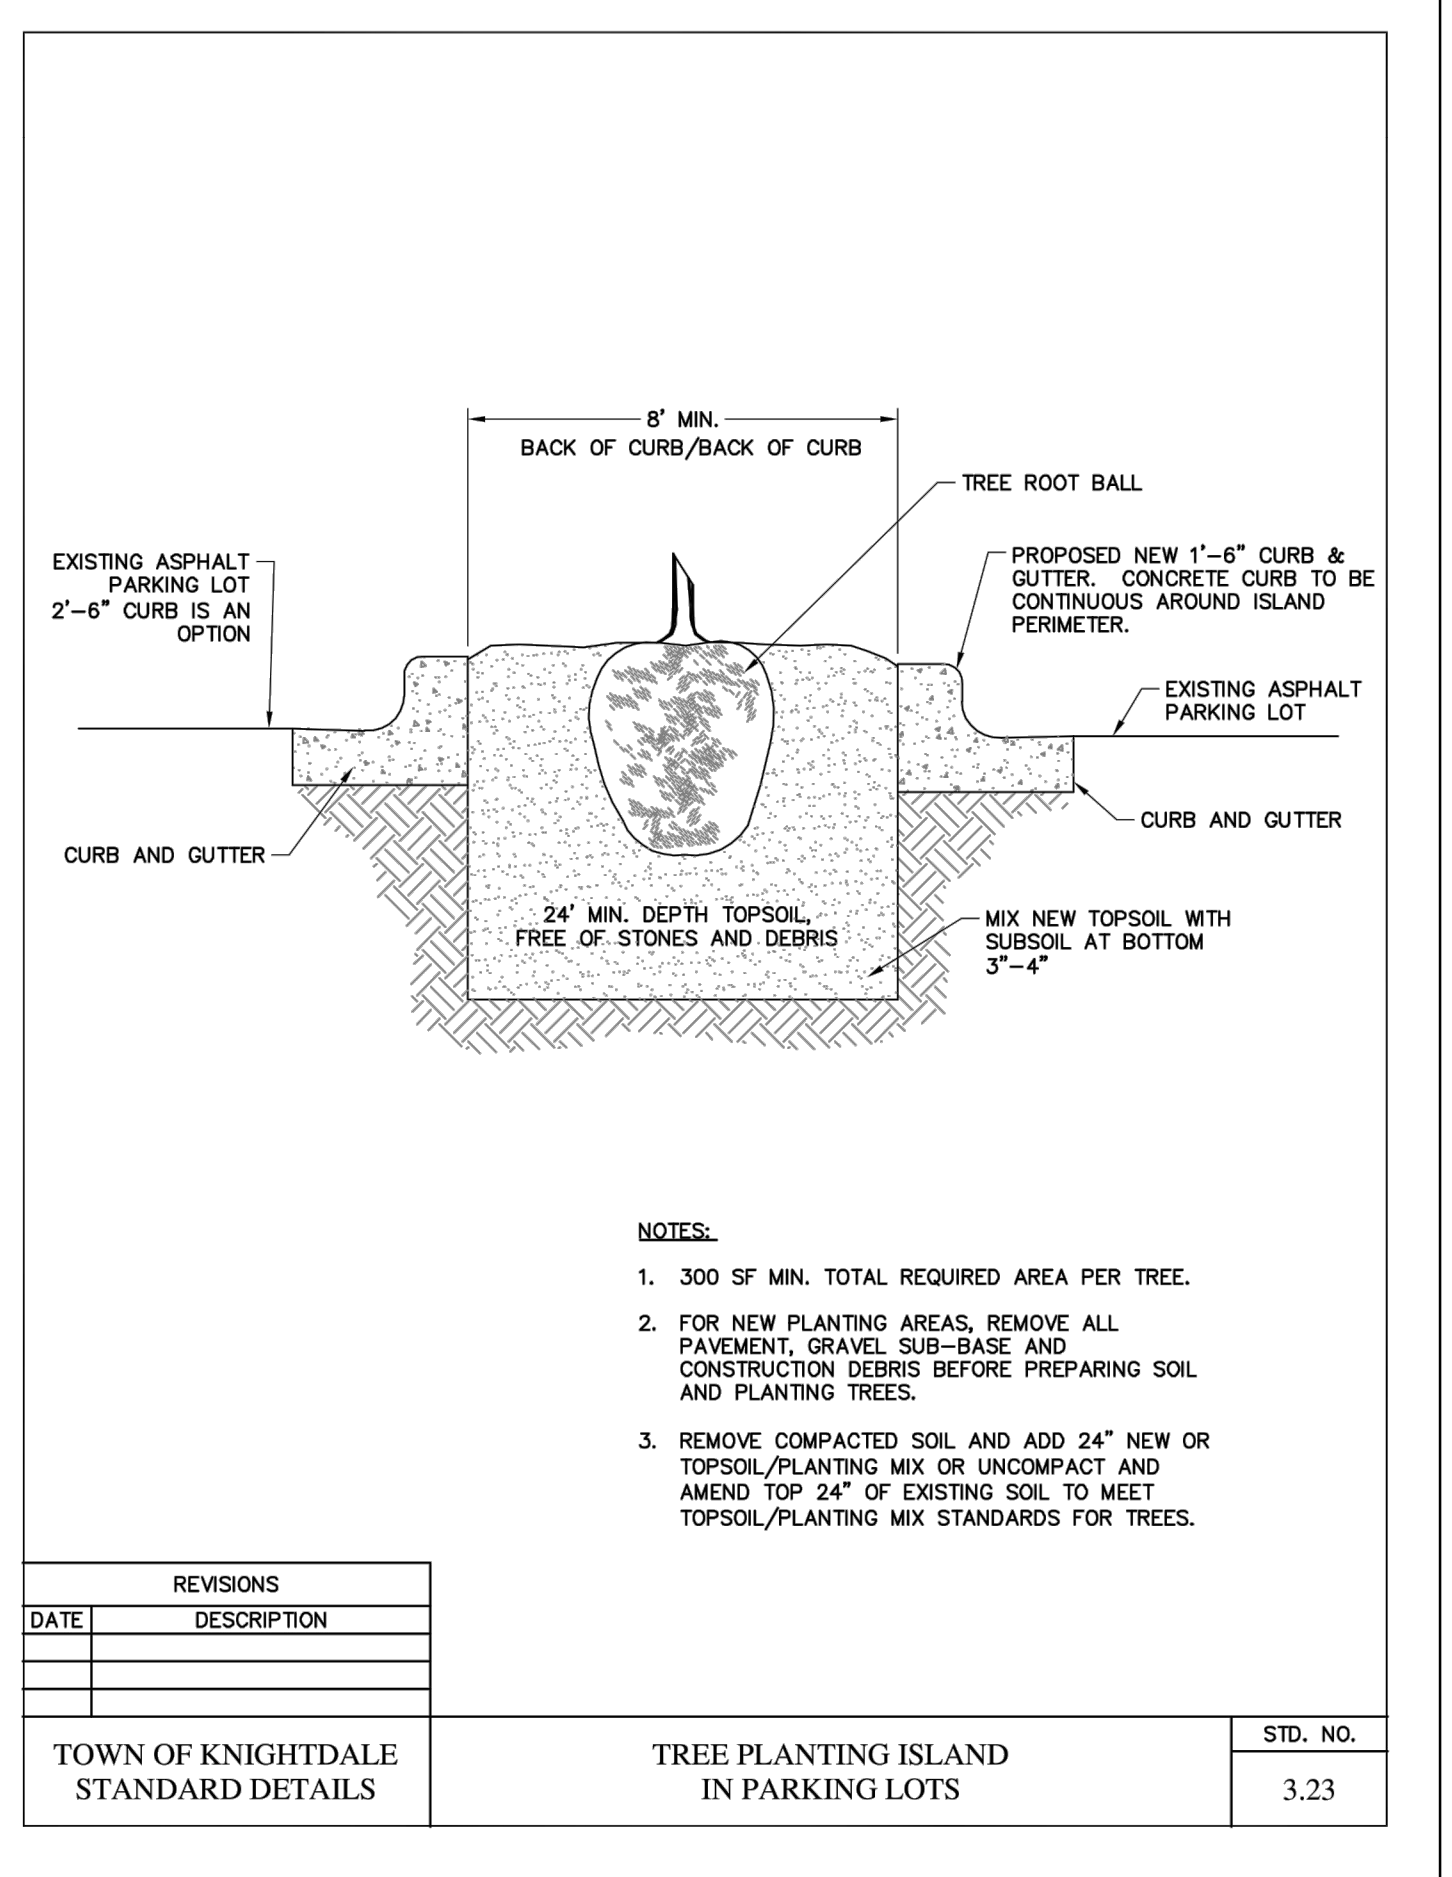 8' MIN.
BACK OF CURB/BACK OF CURB
TREE ROOT BALL
EXISTING ASPHALT
PARKING LOT
2'-6" CURB IS AN
OPTION
PROPOSED NEW 1'-6" CURB &
GUTTER. CONCRETE CURB TO BE
CONTINUOUS AROUND ISLAND
PERIMETER.
EXISTING ASPHALT
PARKING LOT
CURB AND GUTTER
CURB AND GUTTER
24' MIN. DEPTH TOPSOIL,
FREE OF STONES AND DEBRIS
MIX NEW TOPSOIL WITH
SUBSOIL AT BOTTOM
3"-4"
NOTES:
1. 300 SF MIN. TOTAL REQUIRED AREA PER TREE.
2. FOR NEW PLANTING AREAS, REMOVE ALL
PAVEMENT, GRAVEL SUB-BASE AND
CONSTRUCTION DEBRIS BEFORE PREPARING SOIL
AND PLANTING TREES.
3. REMOVE COMPACTED SOIL AND ADD 24" NEW OR
TOPSOIL/PLANTING MIX OR UNCOMPACT AND
AMEND TOP 24" OF EXISTING SOIL TO MEET
TOPSOIL/PLANTING MIX STANDARDS FOR TREES.
REVISIONS
DATE DESCRIPTION
TOWN OF KNIGHTDALE
STANDARD DETAILS
TREE PLANTING ISLAND
IN PARKING LOTS
STD. NO.
3.23